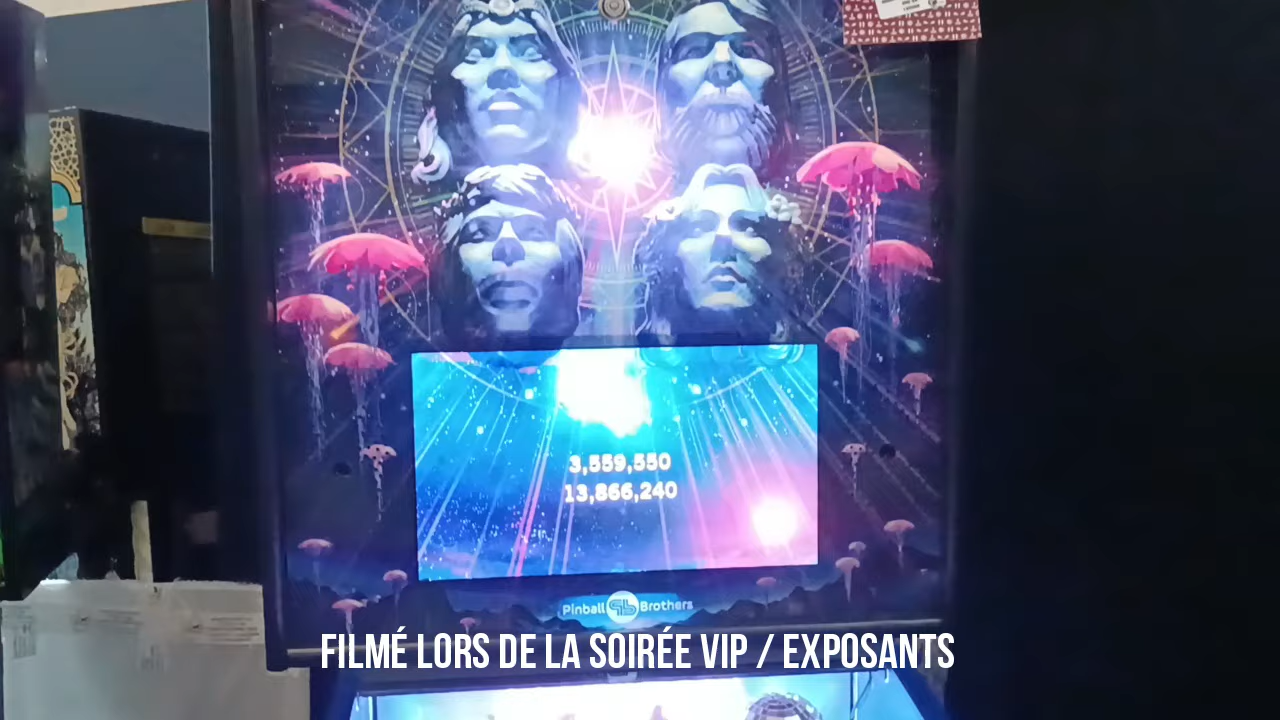 3,559,550
13,866,240
Pinball Brothers
FILMÉ LORS DE LA SOIRÉE VIP / EXPOSANTS